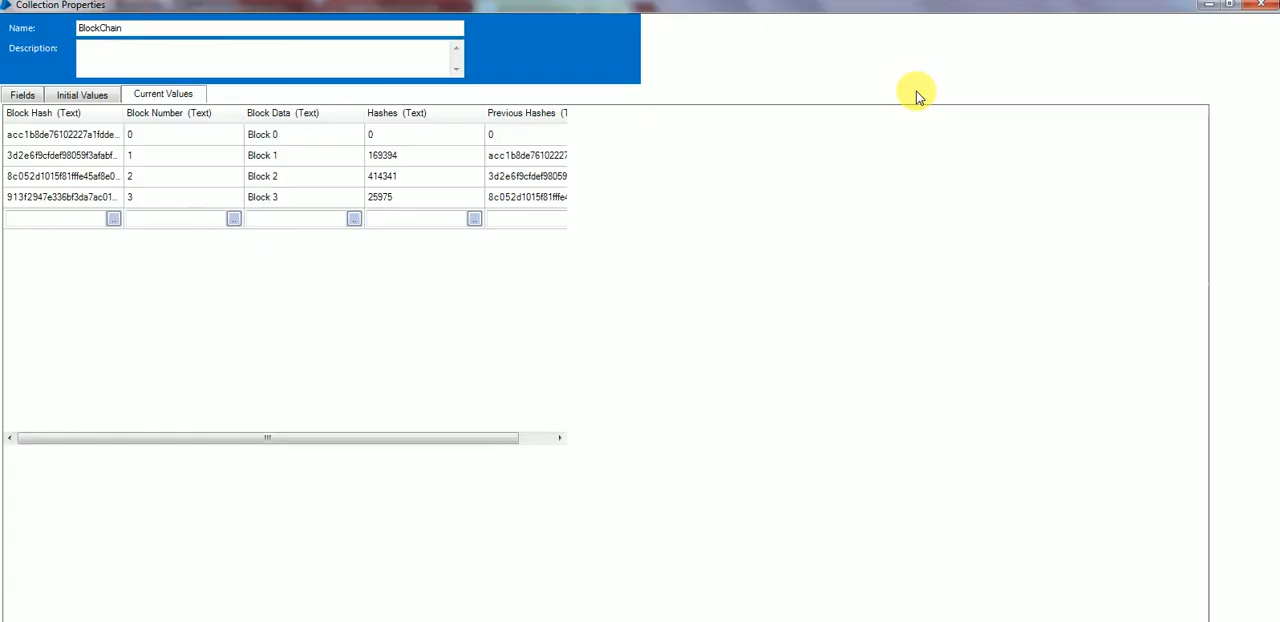 Collection Properties
Name: BlockChain
Description:
Fields Initial Values Current Values
Block Hash (Text) Block Number (Text) Block Data (Text) Hashes (Text) Previous Hashes (T
acc1b8de76102227a1fdde... 0 Block 0 0 0
3d2e6f9cfdef98059f3afabf... 1 Block 1 169394 acc1b8de76102227
8c052d1015f81fffe45af8e0... 2 Block 2 414341 3d2e6f9cfdef98059
913f2947e336bf3da7ac01... 3 Block 3 25975 8c052d1015f81fffe4